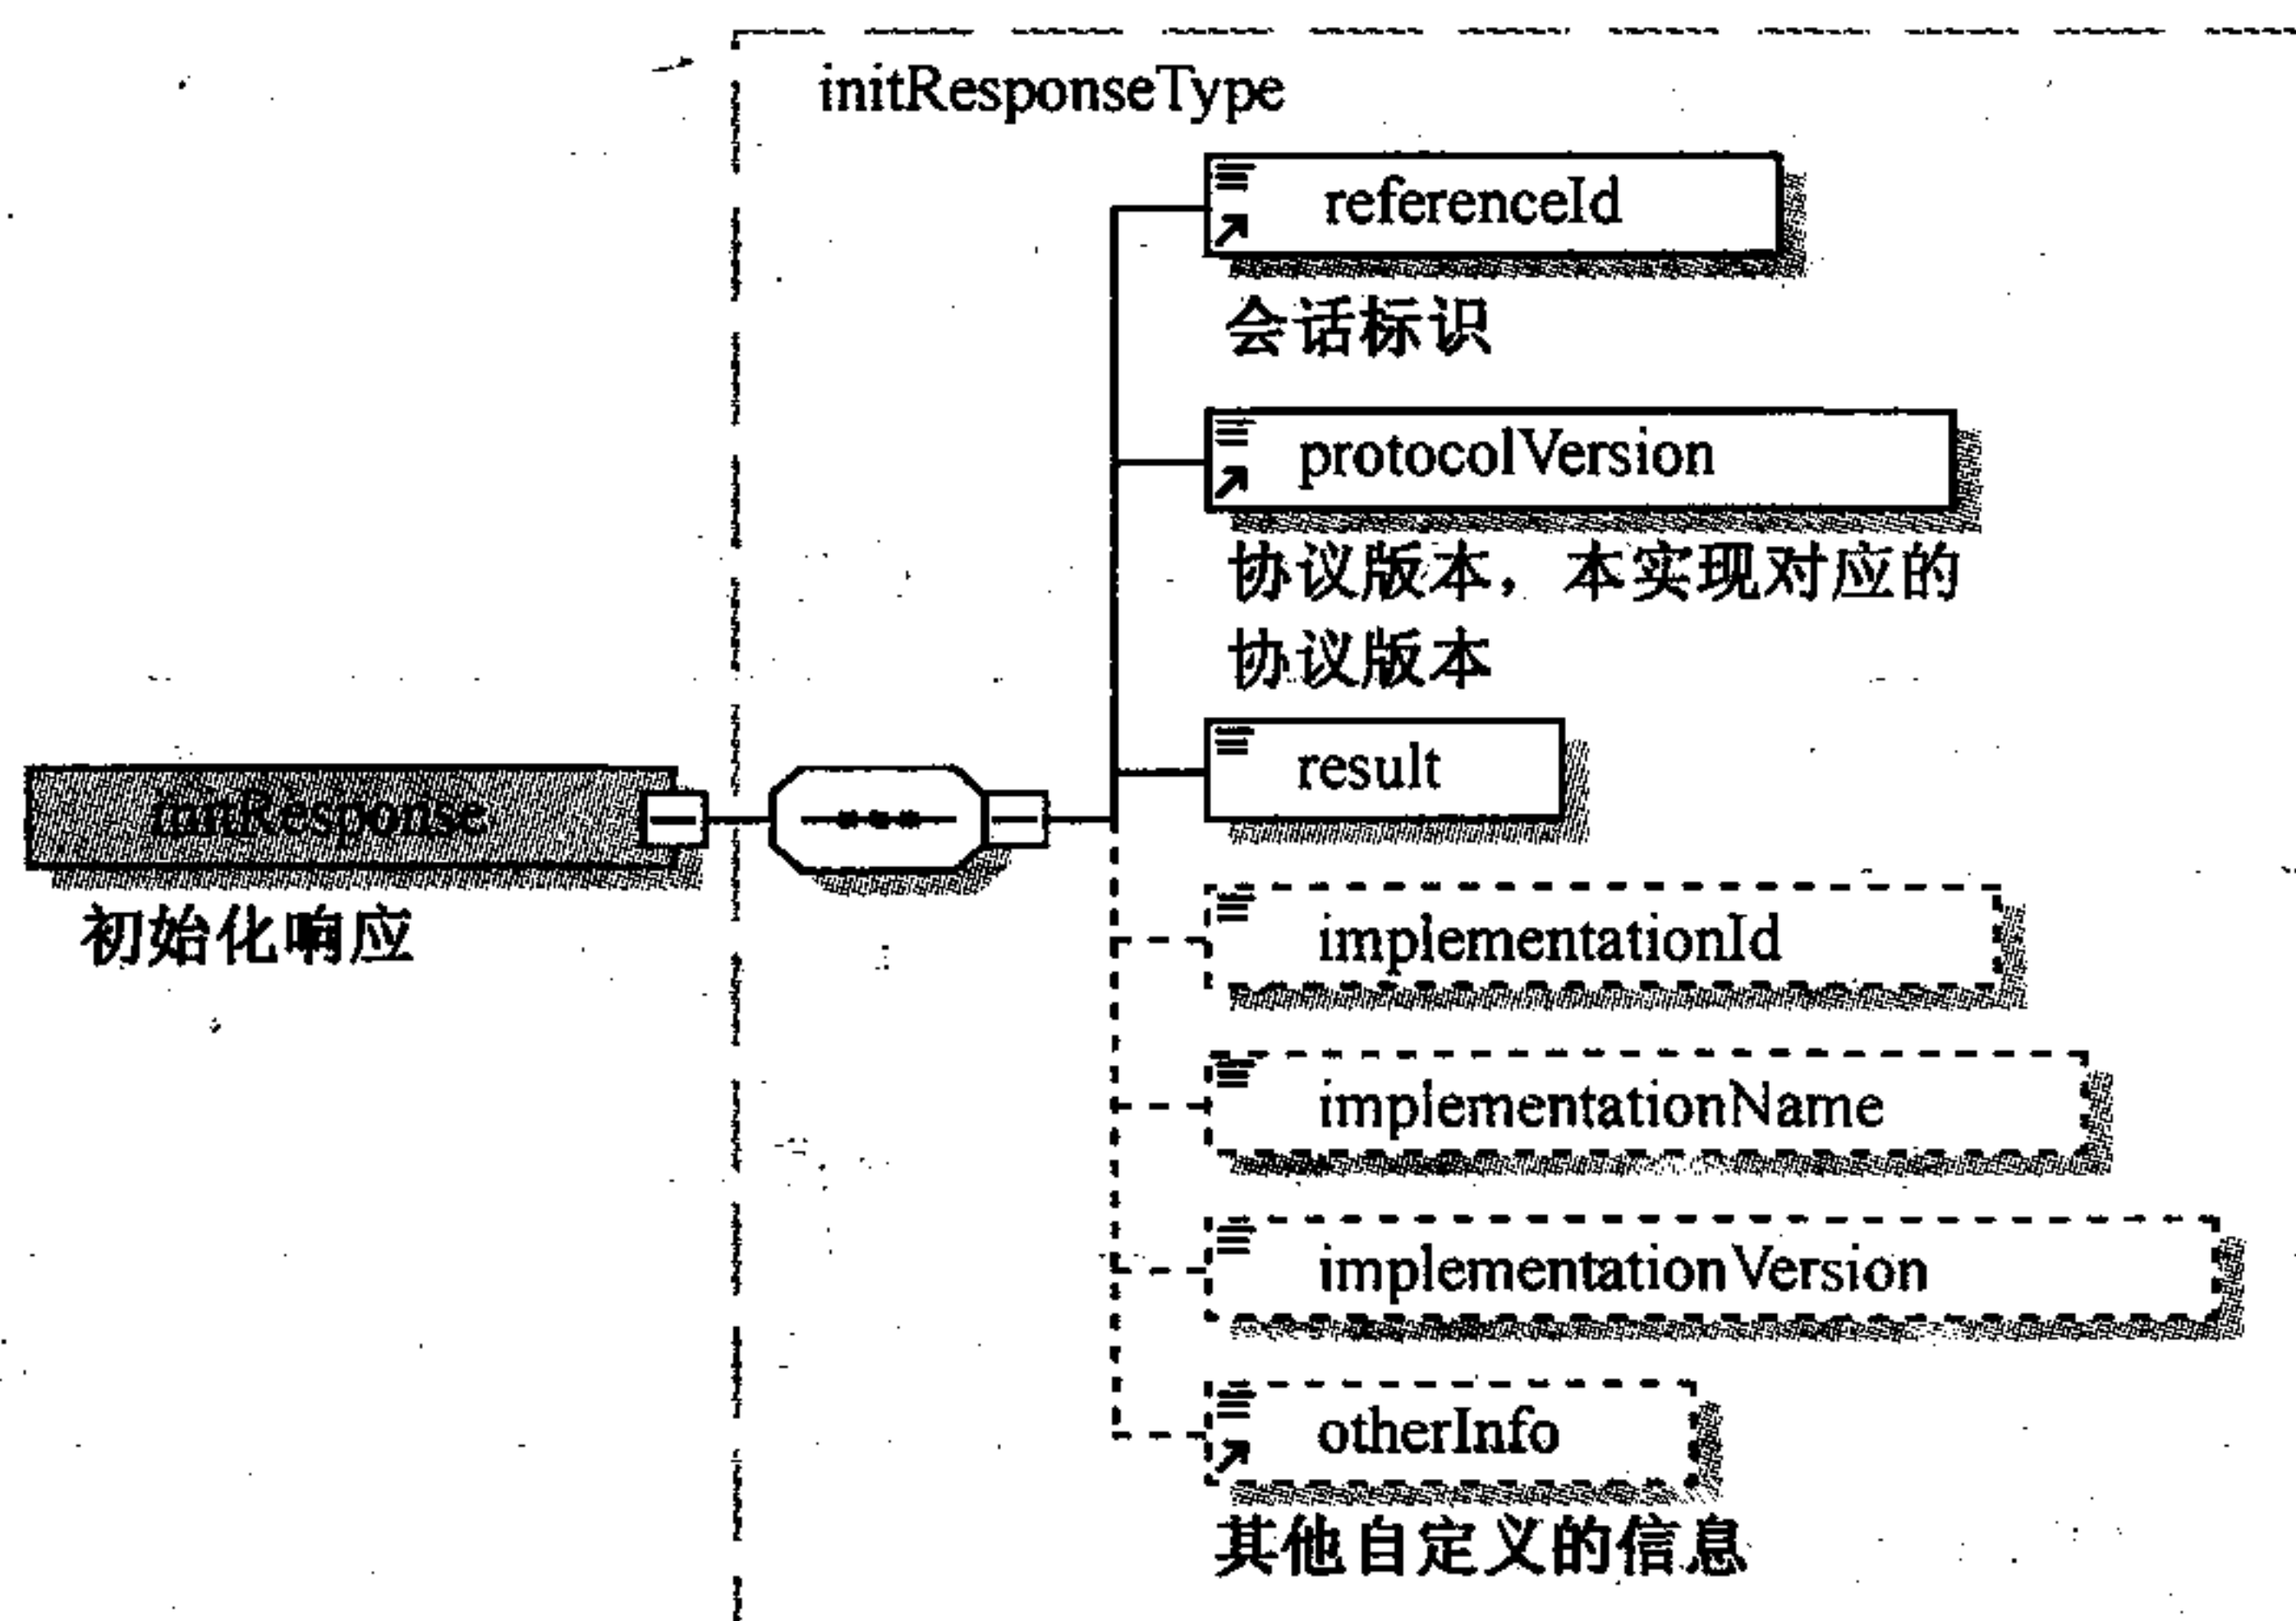 initResponseType
referenceId
会话标识
protocolVersion
协议版本，本实现对应的
协议版本
result
initResponse
初始化响应
implementationId
implementationName
implementationVersion
otherInfo
其他自定义的信息